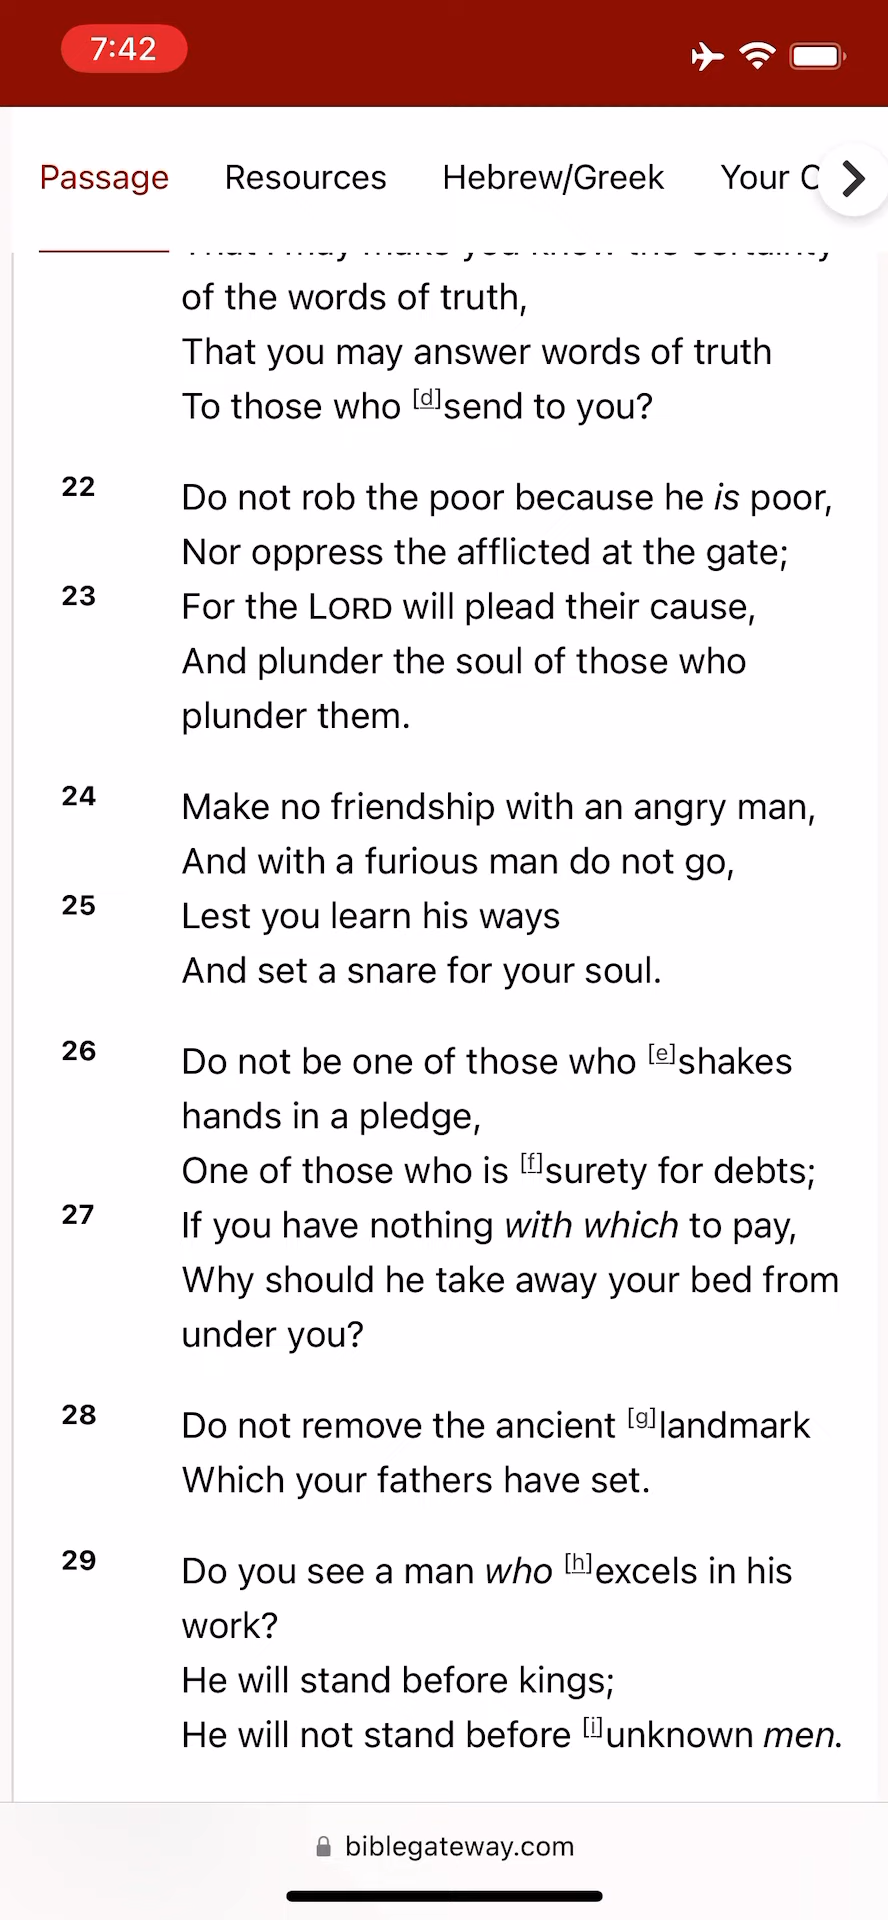 7:42
Passage Resources Hebrew/Greek Your
That I may make you know the certainty
of the words of truth,
That you may answer words of truth
To those who [d]send to you?
22 Do not rob the poor because he is poor,
Nor oppress the afflicted at the gate;
23 For the LORD will plead their cause,
And plunder the soul of those who
plunder them.
24 Make no friendship with an angry man,
And with a furious man do not go,
25 Lest you learn his ways
And set a snare for your soul.
26 Do not be one of those who [e]shakes
hands in a pledge,
One of those who is [f]surety for debts;
27 If you have nothing with which to pay,
Why should he take away your bed from
under you?
28 Do not remove the ancient [g]landmark
Which your fathers have set.
29 Do you see a man who [h]excels in his
work?
He will stand before kings;
He will not stand before [i]unknown men.
biblegateway.com